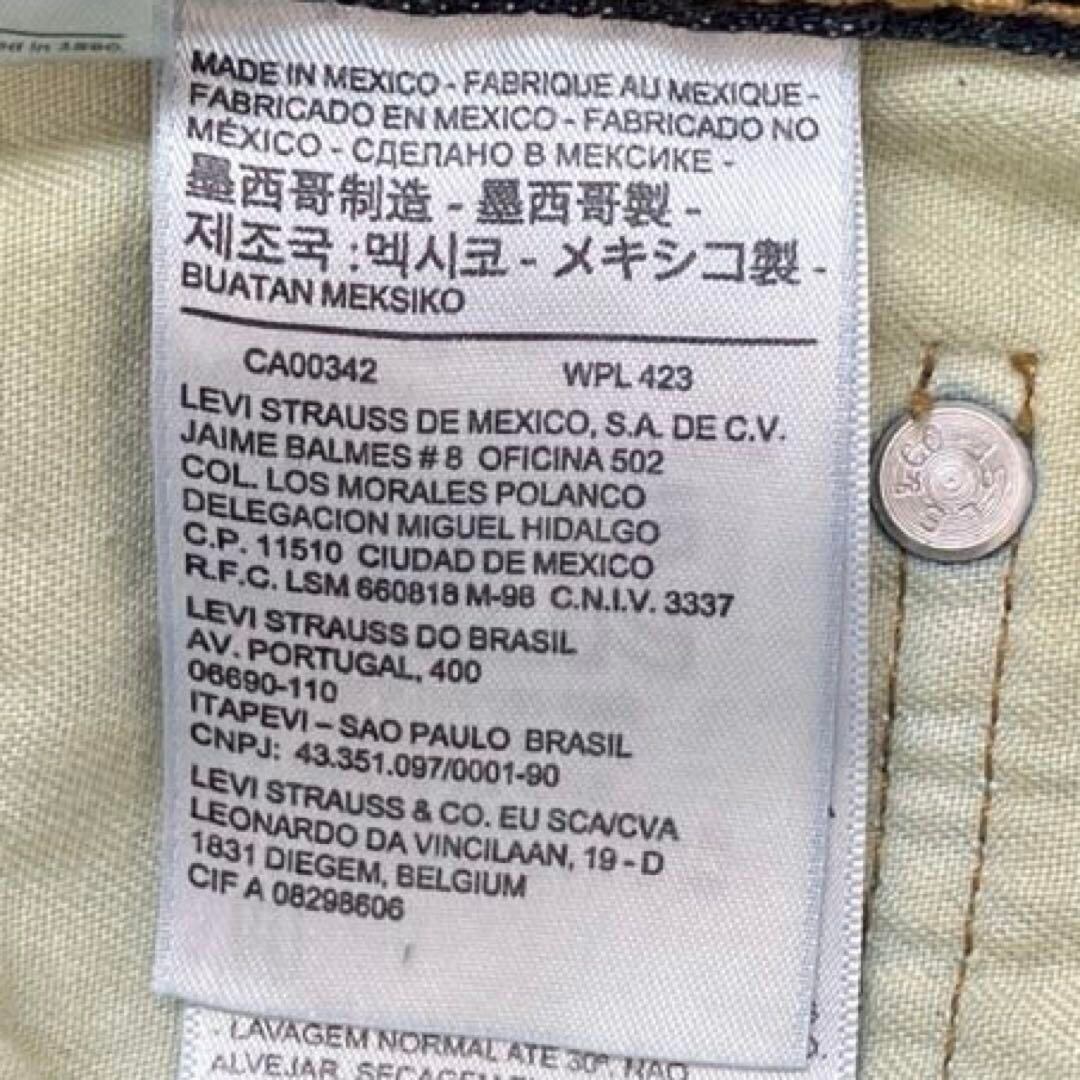 ed in 1890.
MADE IN MEXICO - FABRIQUE AU MEXIQUE -
FABRICADO EN MEXICO - FABRICADO NO
MÉXICO - СДЕЛАНО В МЕКСИКЕ -
墨西哥制造 - 墨西哥製 -
제조국 :멕시코 - メキシコ製 -
BUATAN MEKSIKO
CA00342 WPL 423
LEVI STRAUSS DE MEXICO, S.A. DE C.V.
JAIME BALMES # 8 OFICINA 502
COL. LOS MORALES POLANCO
DELEGACION MIGUEL HIDALGO
C.P. 11510 CIUDAD DE MEXICO
R.F.C. LSM 660818 M-98 C.N.I.V. 3337
LEVI STRAUSS DO BRASIL
AV. PORTUGAL, 400
06690-110
ITAPEVI – SAO PAULO BRASIL
CNPJ: 43.351.097/0001-90
LEVI STRAUSS & CO. EU SCA/CVA
LEONARDO DA VINCILAAN, 19 - D
1831 DIEGEM, BELGIUM
CIF A 08298606
- LAVAGEM NORMAL ATE 30º. NAO
ALVEJAR.